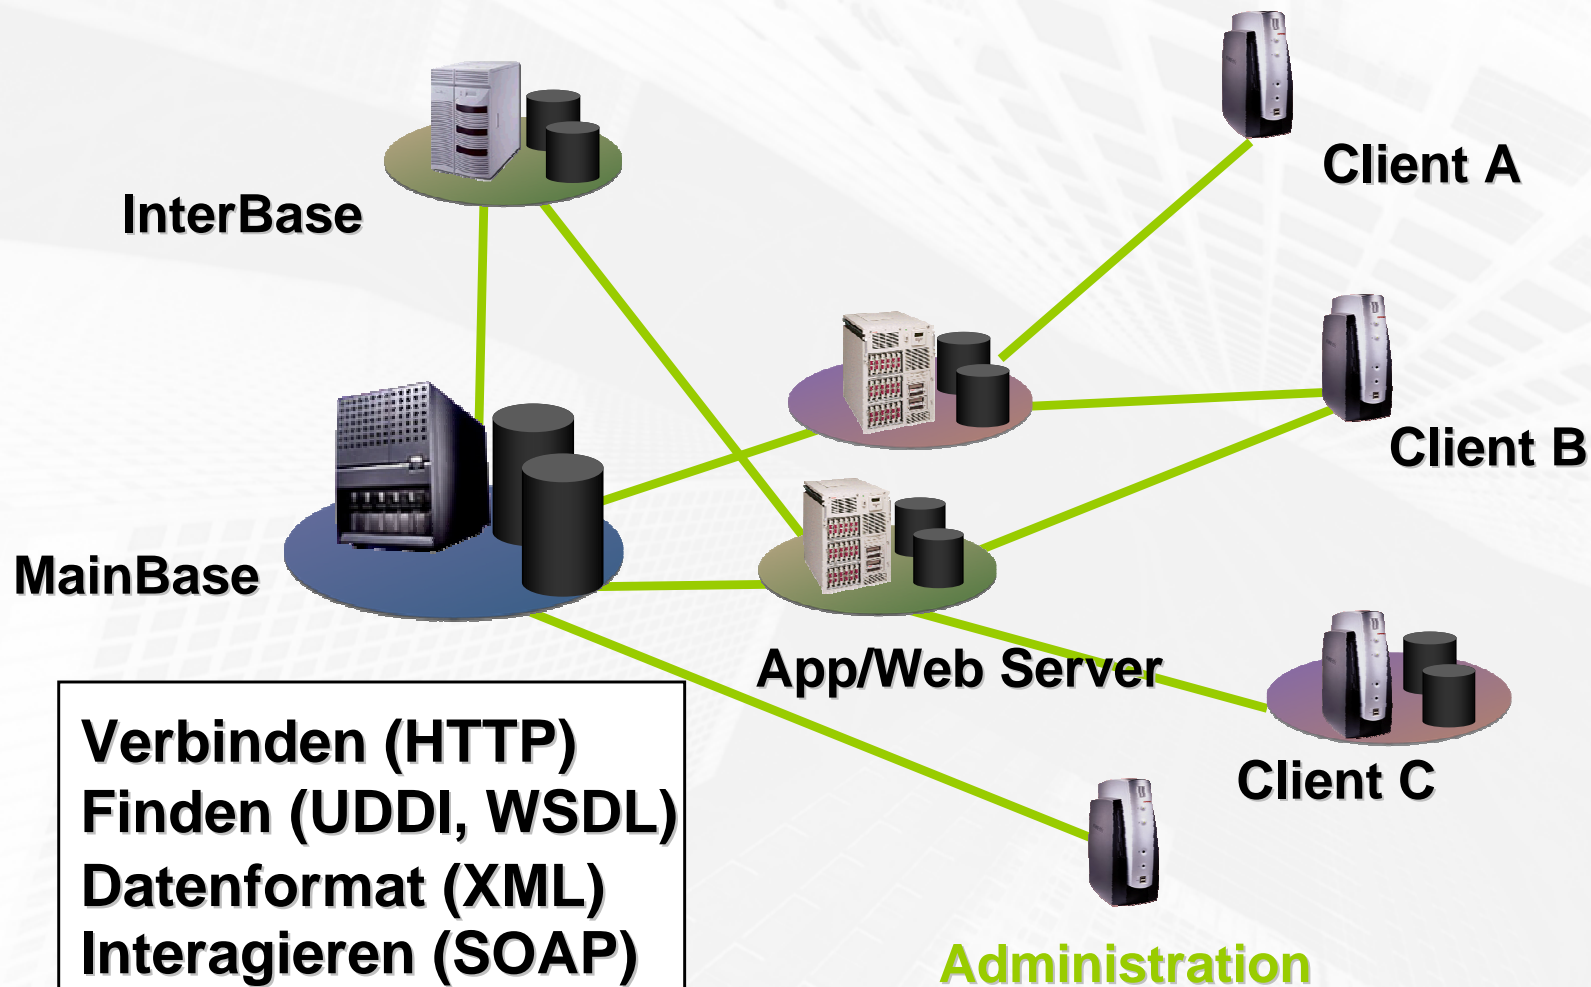 Client A
InterBase
Client B
MainBase
App/Web Server
Client C
Verbinden (HTTP)
Finden (UDDI, WSDL)
Datenformat (XML)
Interagieren (SOAP)
Administration